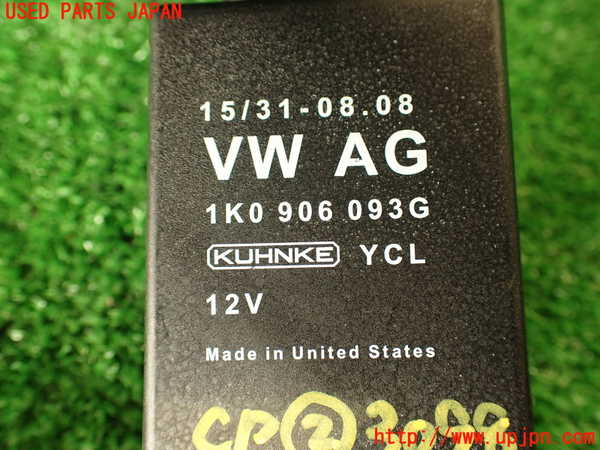 USED PARTS JAPAN
15/31-08.08
VW AG
1K0 906 093G
KUHNKE YCL
12V
Made in United States
CP②
http://www.upjpn.com/